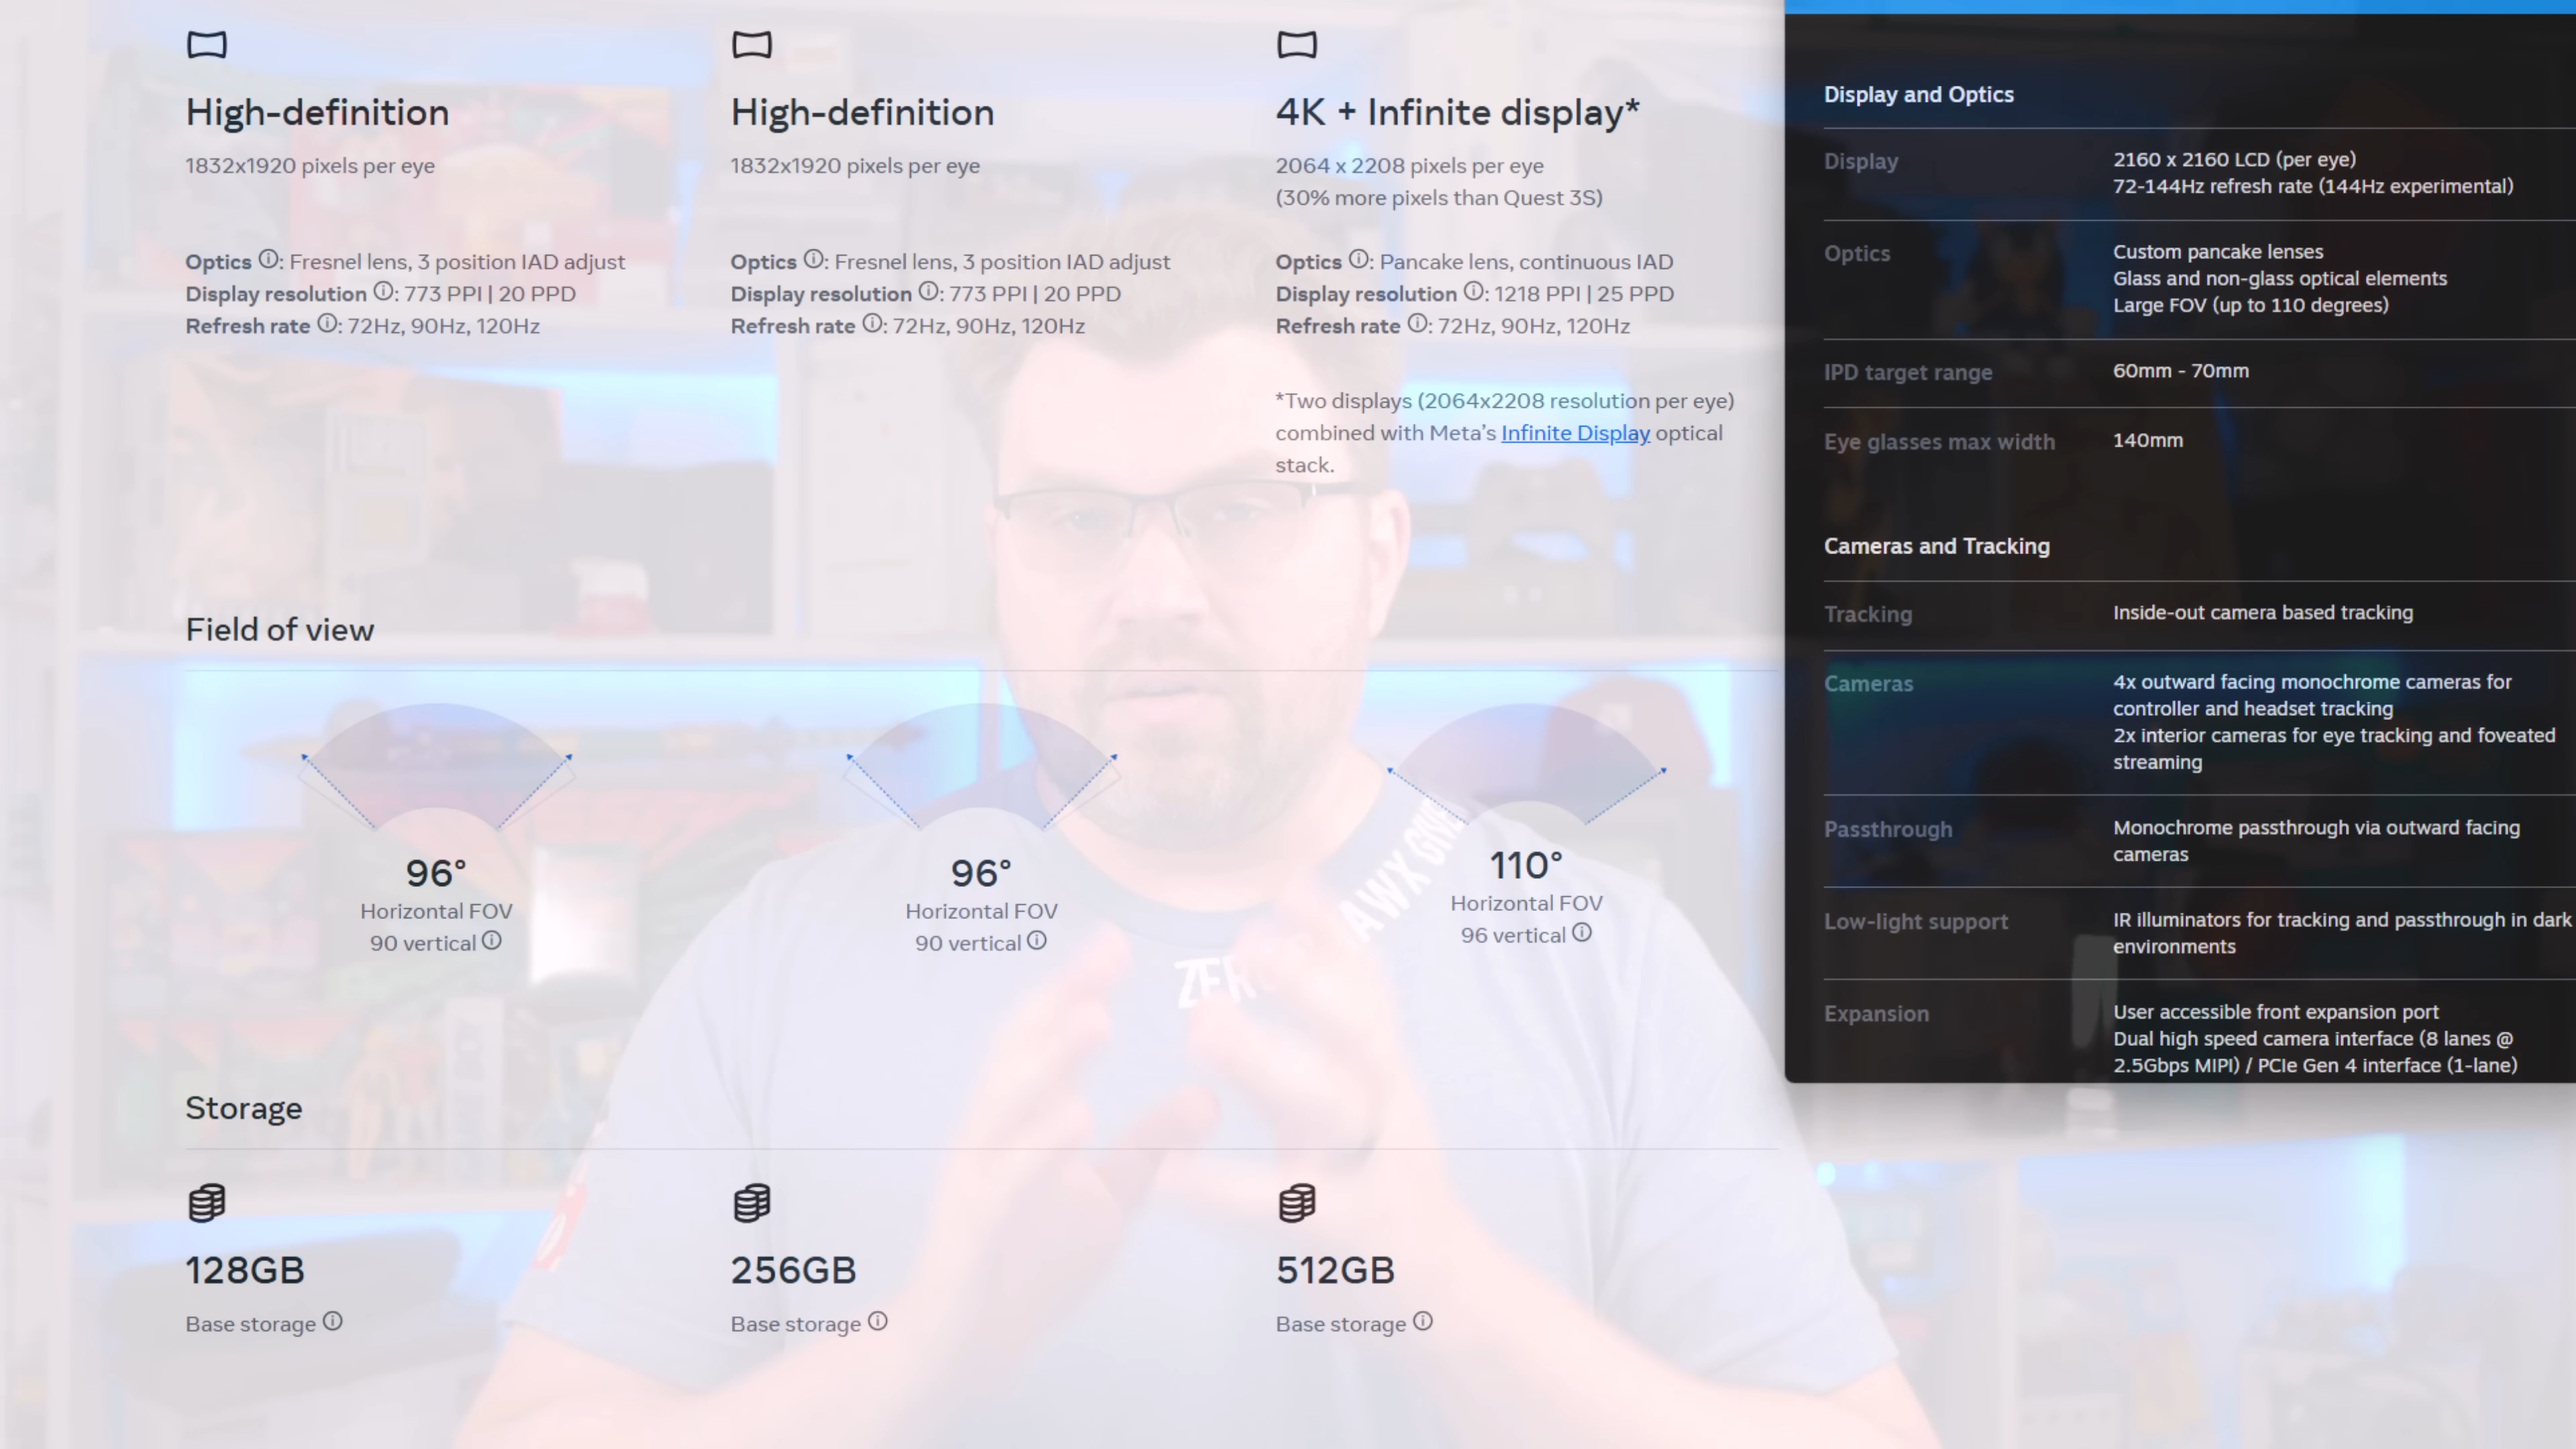 High-definition
1832x1920 pixels per eye
Optics ⓘ: Fresnel lens, 3 position IAD adjust
Display resolution ⓘ: 773 PPI | 20 PPD
Refresh rate ⓘ: 72Hz, 90Hz, 120Hz
High-definition
1832x1920 pixels per eye
Optics ⓘ: Fresnel lens, 3 position IAD adjust
Display resolution ⓘ: 773 PPI | 20 PPD
Refresh rate ⓘ: 72Hz, 90Hz, 120Hz
4K + Infinite display*
2064 x 2208 pixels per eye
(30% more pixels than Quest 3S)
Optics ⓘ: Pancake lens, continuous IAD
Display resolution ⓘ: 1218 PPI | 25 PPD
Refresh rate ⓘ: 72Hz, 90Hz, 120Hz
*Two displays (2064x2208 resolution per eye)
combined with Meta's Infinite Display optical
stack.
Field of view
96°
Horizontal FOV
90 vertical ⓘ
96°
Horizontal FOV
90 vertical ⓘ
110°
Horizontal FOV
96 vertical ⓘ
Storage
128GB
Base storage ⓘ
256GB
Base storage ⓘ
512GB
Base storage ⓘ
Display and Optics
Display
2160 x 2160 LCD (per eye)
72-144Hz refresh rate (144Hz experimental)
Optics
Custom pancake lenses
Glass and non-glass optical elements
Large FOV (up to 110 degrees)
IPD target range
60mm - 70mm
Eye glasses max width
140mm
Cameras and Tracking
Tracking
Inside-out camera based tracking
Cameras
4x outward facing monochrome cameras for
controller and headset tracking
2x interior cameras for eye tracking and foveated
streaming
Passthrough
Monochrome passthrough via outward facing
cameras
Low-light support
IR illuminators for tracking and passthrough in dark
environments
Expansion
User accessible front expansion port
Dual high speed camera interface (8 lanes @
2.5Gbps MIPI) / PCIe Gen 4 interface (1-lane)